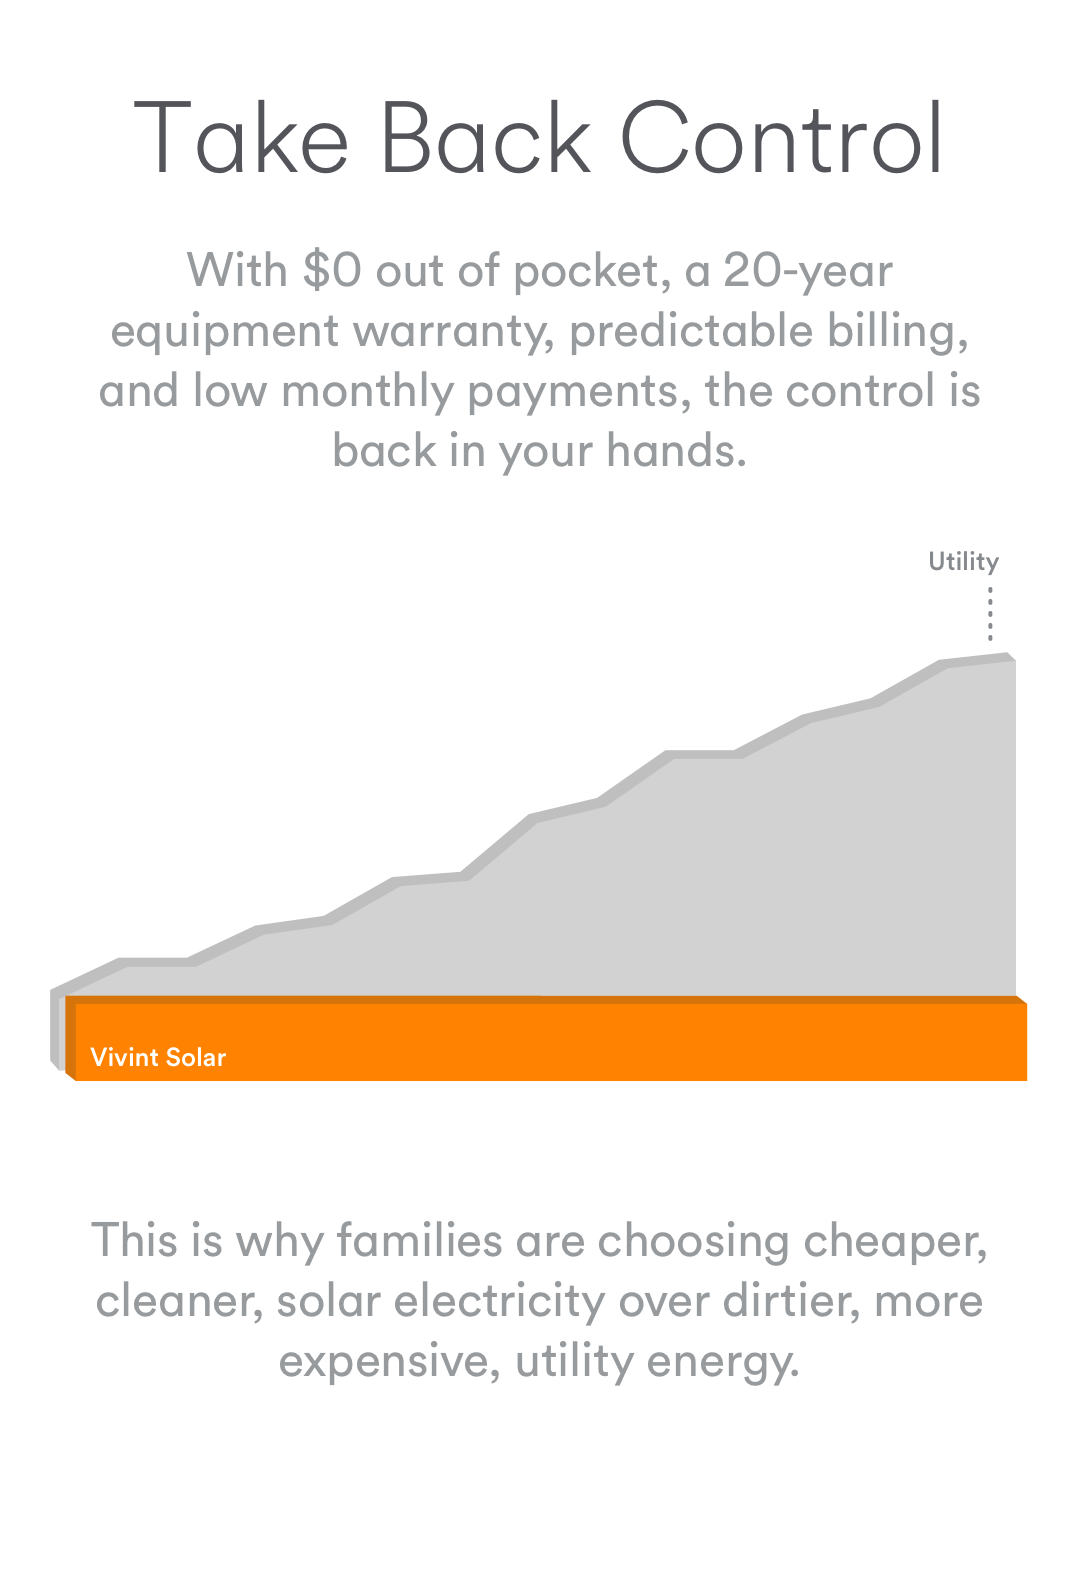 Take Back Control
With $0 out of pocket, a 20-year
equipment warranty, predictable billing,
and low monthly payments, the control is
back in your hands.
Utility
Vivint Solar
This is why families are choosing cheaper,
cleaner, solar electricity over dirtier, more
expensive, utility energy.